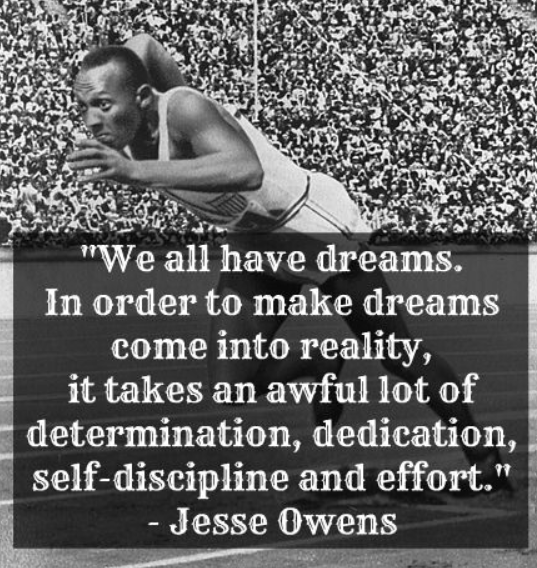 "We all have dreams.
In order to make dreams
come into reality,
it takes an awful lot of
determination, dedication,
self-discipline and effort."
- Jesse Owens